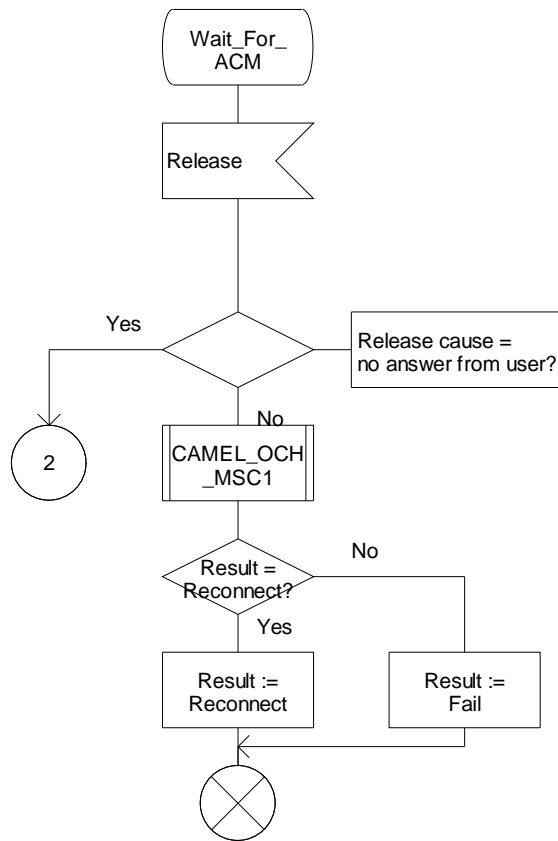 Wait_For_
ACM
Release
Yes
Release cause =
no answer from user?
No
2
CAMEL_OCH
_MSC1
Result =
Reconnect?
No
Yes
Result :=
Reconnect
Result :=
Fail